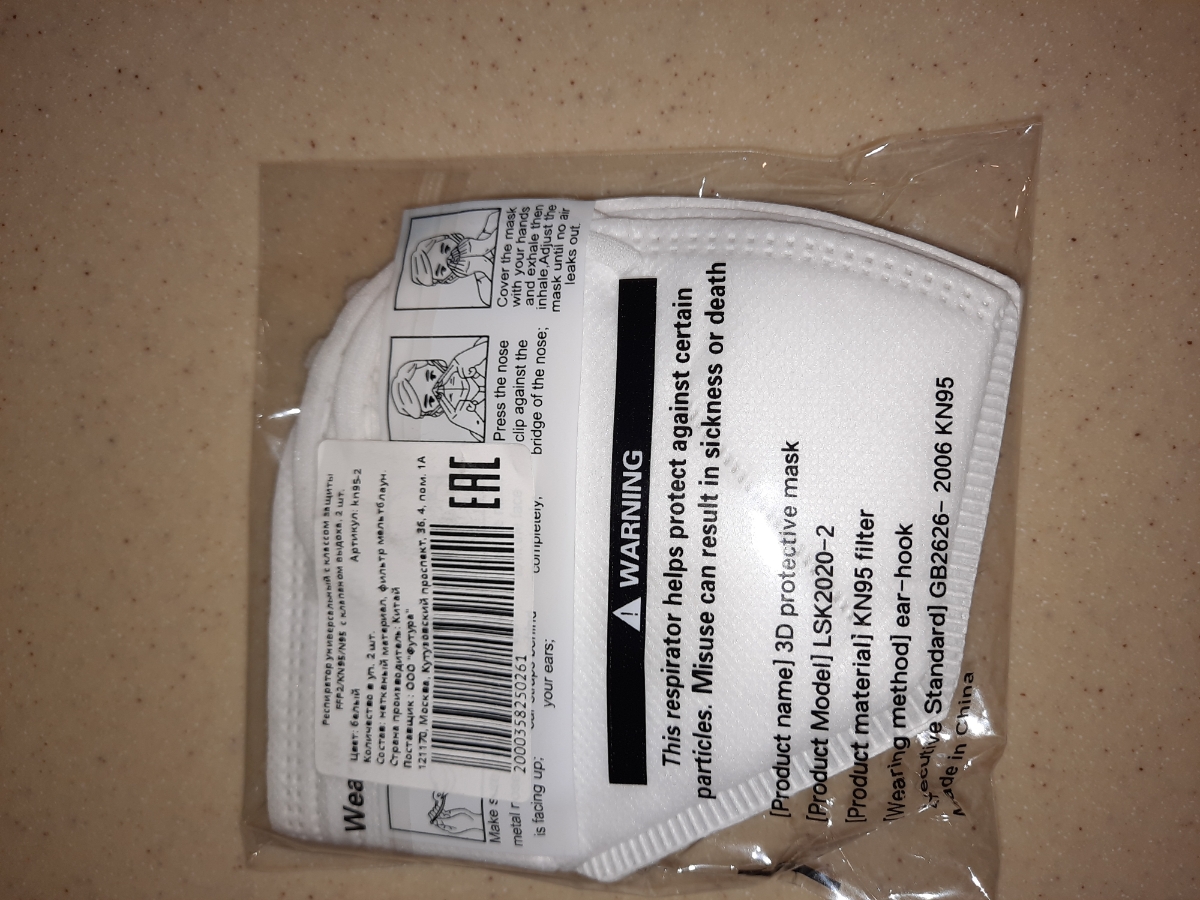 Респиратор универсальный с классом защиты
FFP2/KN95/N95 с клапаном выдоха, 2 шт.
Цвет: белый
Артикул: kn95-2
Количество в уп. 2 шт.
Состав: нетканый материал, фильтр мельтблаун.
Страна производитель: Китай
Поставщик: ООО "Футура"
121170, Москва, Кутузовский проспект, 36, 4, пом. 1А
EAC
2000358250261
Wea
Make s
metal
is facing up;
your ears;
completely,
Press the nose
clip against the
bridge of the nose;
Cover the mask
with your hands
and exhale then
inhale,Adjust the
mask until no air
leaks out
WARNING
This respirator helps protect against certain
particles. Misuse can result in sickness or death
[Product name] 3D protective mask
[Product Model] LSK2020-2
[Product material] KN95 filter
[Wearing method] ear-hook
Executive Standard] GB2626- 2006 KN95
Made in China